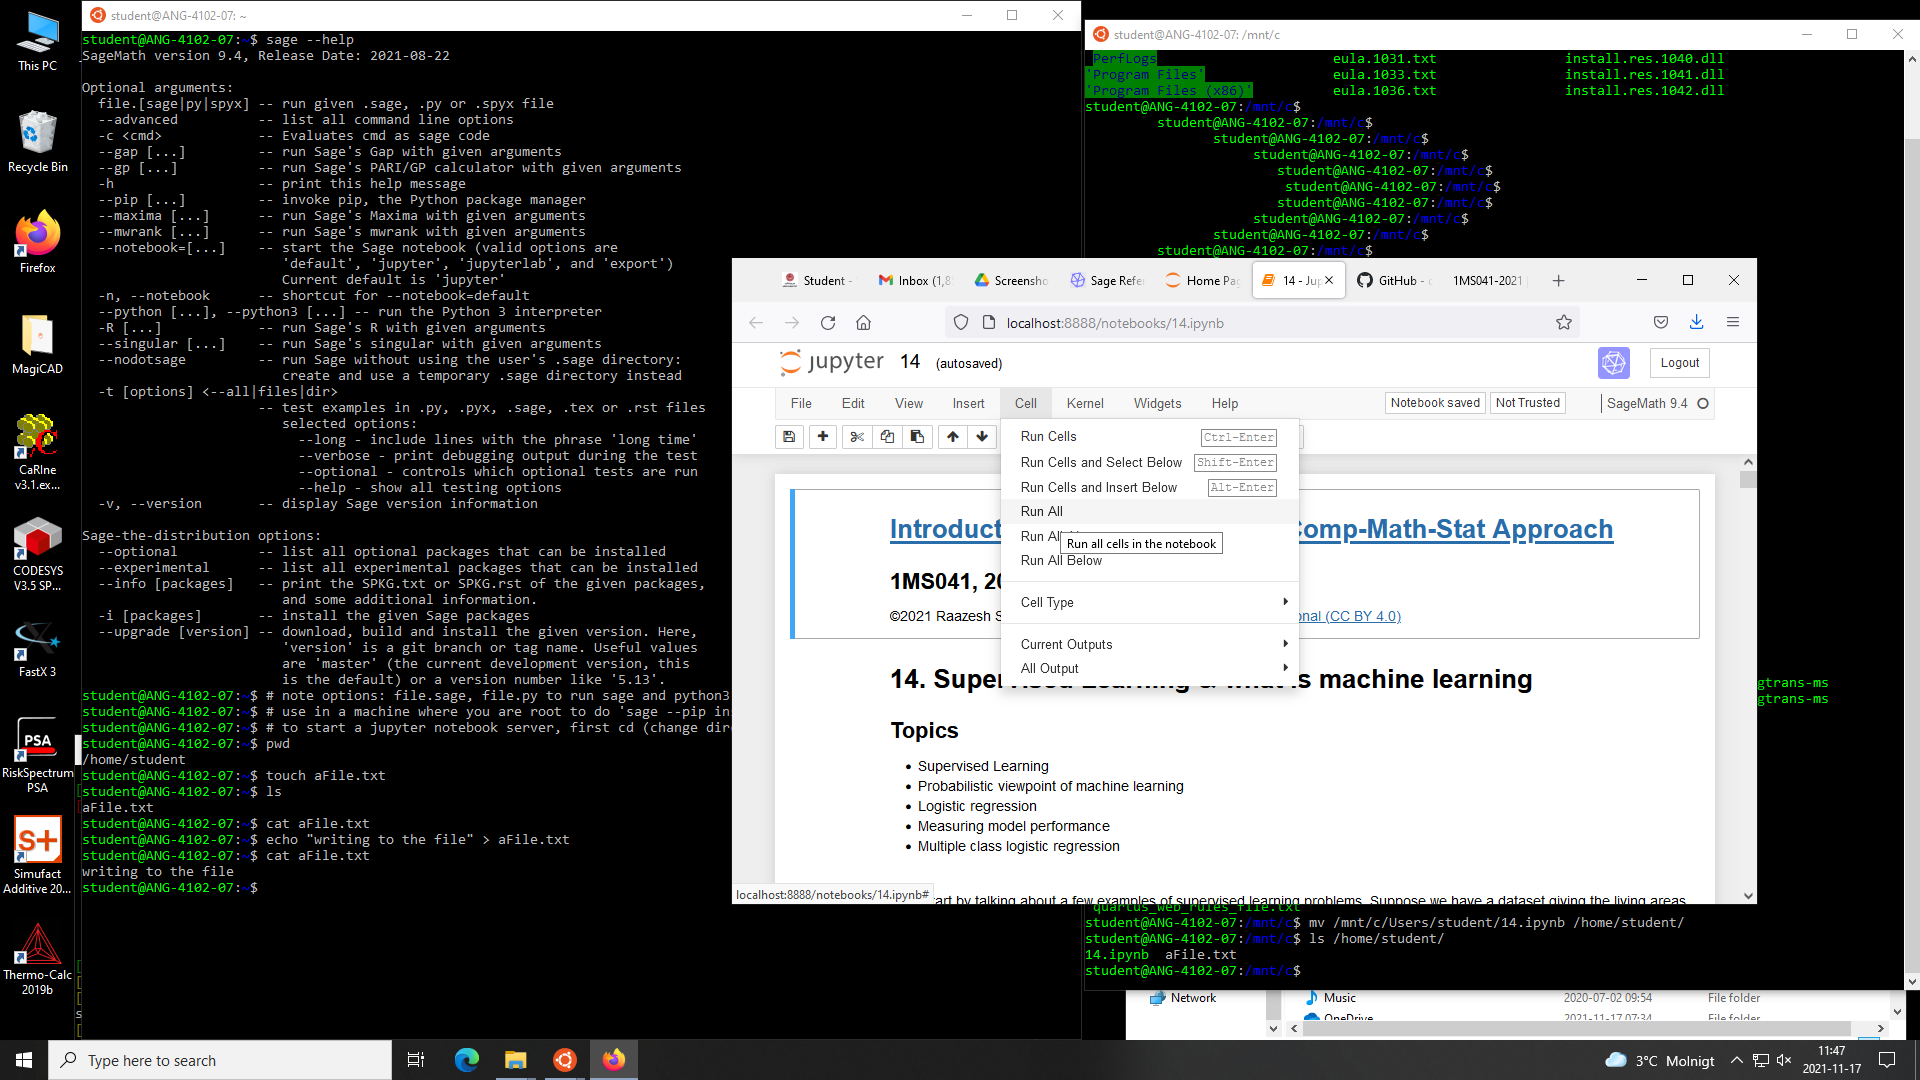 This PC
Recycle Bin
Firefox
MagiCAD
CaRIne
v3.1.ex...
CODESYS
V3.5 SP...
FastX 3
RiskSpectrum
PSA
Simufact
Additive 20...
Thermo-Calc
2019b
student@ANG-4102-07: ~
student@ANG-4102-07:~$ sage --help
SageMath version 9.4, Release Date: 2021-08-22
Optional arguments:
file.[sage|py|spyx] -- run given .sage, .py or .spyx file
--advanced -- list all command line options
-c <cmd> -- Evaluates cmd as sage code
--gap [...] -- run Sage's Gap with given arguments
--gp [...] -- run Sage's PARI/GP calculator with given arguments
-h -- print this help message
--pip [...] -- invoke pip, the Python package manager
--maxima [...] -- run Sage's Maxima with given arguments
--mwrank [...] -- run Sage's mwrank with given arguments
--notebook=[...] -- start the Sage notebook (valid options are
'default', 'jupyter', 'jupyterlab', and 'export')
Current default is 'jupyter'
-n, --notebook -- shortcut for --notebook=default
--python [...], --python3 [...] -- run the Python 3 interpreter
-R [...] -- run Sage's R with given arguments
--singular [...] -- run Sage's singular with given arguments
--nodotsage -- run Sage without using the user's .sage directory:
create and use a temporary .sage directory instead
-t [options] <--all|files|dir>
-- test examples in .py, .pyx, .sage, .tex or .rst files
selected options:
--long - include lines with the phrase 'long time'
--verbose - print debugging output during the test
--optional - controls which optional tests are run
--help - show all testing options
-v, --version -- display Sage version information
Sage-the-distribution options:
--optional -- list all optional packages that can be installed
--experimental -- list all experimental packages that can be installed
--info [packages] -- print the SPKG.txt or SPKG.rst of the given packages,
and some additional information.
-i [packages] -- install the given Sage packages
--upgrade [version] -- download, build and install the given version. Here,
'version' is a git branch or tag name. Useful values
are 'master' (the current development version, this
is the default) or a version number like '5.13'.
student@ANG-4102-07:~$ # note options: file.sage, file.py to run sage and python3
student@ANG-4102-07:~$ # use in a machine where you are root to do 'sage --pip ins
student@ANG-4102-07:~$ # to start a jupyter notebook server, first cd (change dire
student@ANG-4102-07:~$ pwd
/home/student
student@ANG-4102-07:~$ touch aFile.txt
student@ANG-4102-07:~$ ls
aFile.txt
student@ANG-4102-07:~$ cat aFile.txt
student@ANG-4102-07:~$ echo "writing to the file" > aFile.txt
student@ANG-4102-07:~$ cat aFile.txt
writing to the file
student@ANG-4102-07:~$
student@ANG-4102-07: /mnt/c
PerfLogs eula.1031.txt install.res.1040.dll
'Program Files' eula.1033.txt install.res.1041.dll
'Program Files (x86)' eula.1036.txt install.res.1042.dll
student@ANG-4102-07:/mnt/c$
student@ANG-4102-07:/mnt/c$
student@ANG-4102-07:/mnt/c$
student@ANG-4102-07:/mnt/c$
student@ANG-4102-07:/mnt/c$
student@ANG-4102-07:/mnt/c$
student@ANG-4102-07:/mnt/c$
student@ANG-4102-07:/mnt/c$
student@ANG-4102-07:/mnt/c$
student@ANG-4102-07:/mnt/c$
Student - Inbox (1,8 Screensho Sage Refe Home Pag 14 - Jup GitHub - 1MS041-2021
localhost:8888/notebooks/14.ipynb
jupyter 14 (autosaved) Logout
File Edit View Insert Cell Kernel Widgets Help Notebook saved Not Trusted SageMath 9.4
Run Cells Ctrl-Enter
Run Cells and Select Below Shift-Enter
Run Cells and Insert Below Alt-Enter
Run All
Run Al
Run all cells in the notebook
Run All Below
Cell Type
Current Outputs
All Output
Introduct Comp-Math-Stat Approach
1MS041, 20
©2021 Raazesh S onal (CC BY 4.0)
14. Supervised Learning & what is machine learning
Topics
Supervised Learning
Probabilistic viewpoint of machine learning
Logistic regression
Measuring model performance
Multiple class logistic regression
tart by talking about a few examples of supervised learning problems. Suppose we have a dataset giving the living areas
localhost:8888/notebooks/14.ipynb#
gtrans-ms
gtrans-ms
quartus_web_rules_file.txt
student@ANG-4102-07:/mnt/c$ mv /mnt/c/Users/student/14.ipynb /home/student/
student@ANG-4102-07:/mnt/c$ ls /home/student/
14.ipynb aFile.txt
student@ANG-4102-07:/mnt/c$
Network Music 2020-07-02 09:54 File folder
OneDrive 2021-11-17 07:34 File folder
Type here to search
3°C Molnigt
11:47
2021-11-17